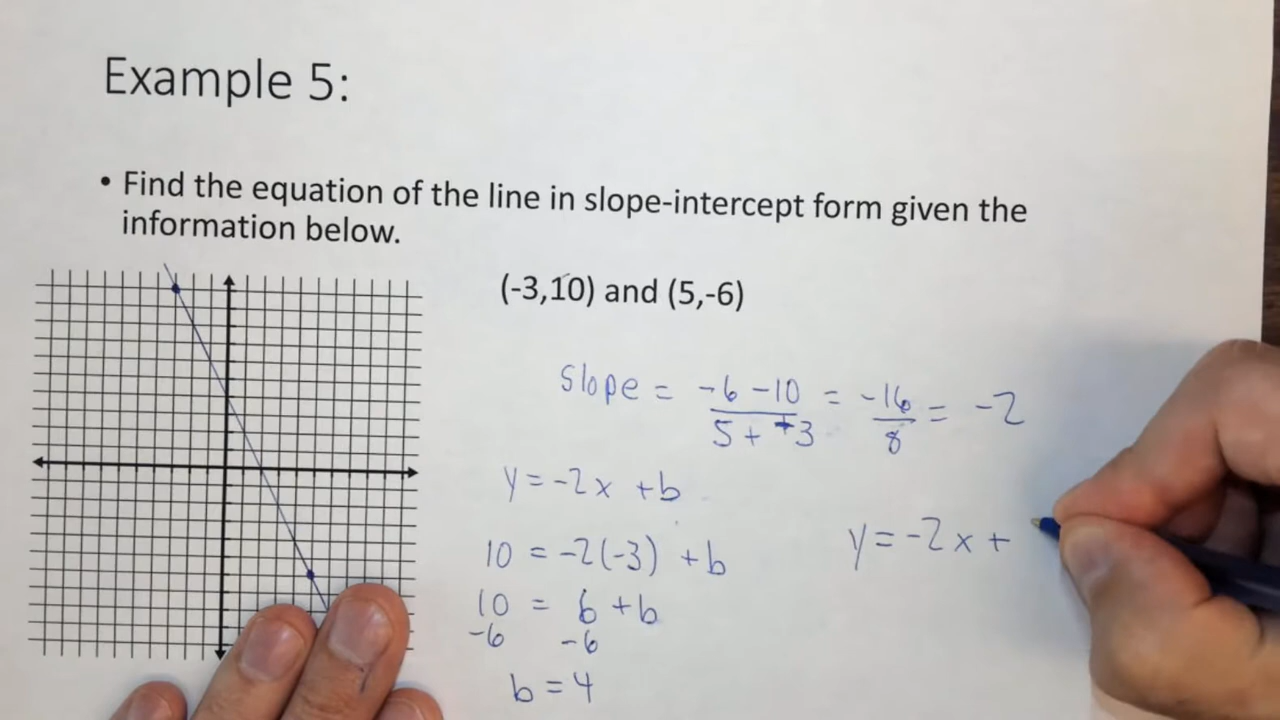 Example 5:
• Find the equation of the line in slope-intercept form given the
information below.
(-3,10) and (5,-6)
Slope = -6 -10 / 5 + +3 = -16 / 8 = -2
y = -2x + b
10 = -2(-3) + b
y = -2x +
10 = 6 + b
-6 -6
b = 4